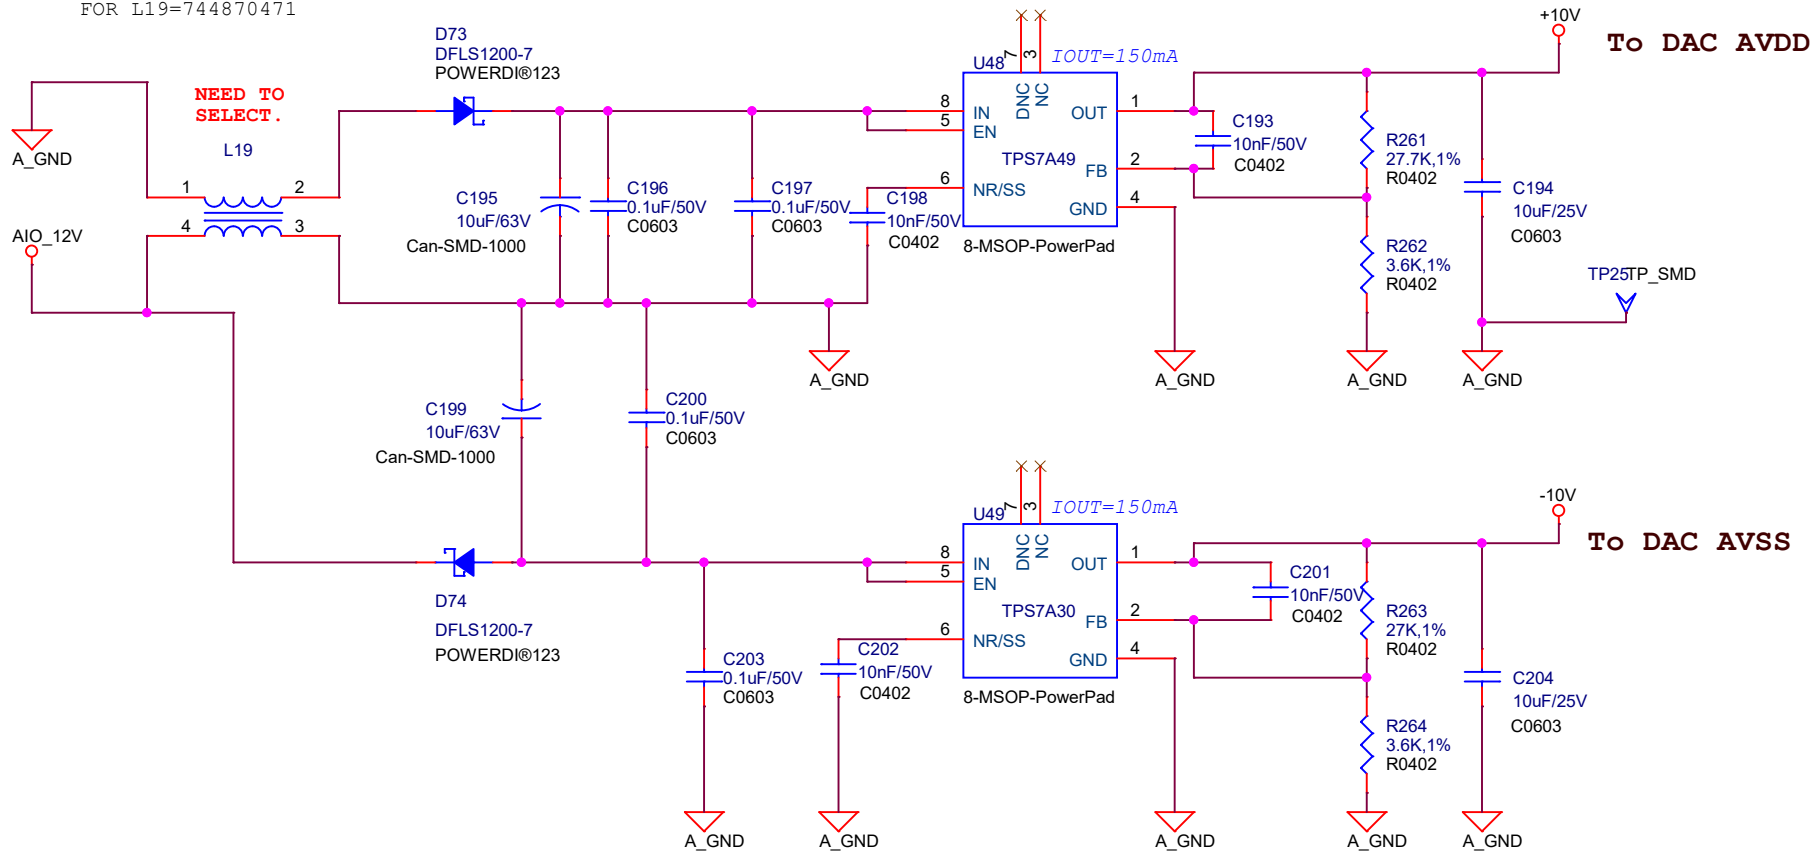 FOR L19=744870471
NEED TO
SELECT.
L19
1
2
4
3
A_GND
AIO_12V
D73
DFLS1200-7
POWERDI®123
C195
10uF/63V
Can-SMD-1000
C196
0.1uF/50V
C0603
C197
0.1uF/50V
C0603
C198
10nF/50V
C0402
A_GND
U48
7
3
IOUT=150mA
8
IN
5
EN
6
NR/SS
DNC
NC
TPS7A49
OUT
1
FB
2
GND
4
8-MSOP-PowerPad
A_GND
C193
10nF/50V
C0402
R261
27.7K,1%
R0402
R262
3.6K,1%
R0402
A_GND
C194
10uF/25V
C0603
A_GND
+10V
To DAC AVDD
TP25
TP_SMD
C199
10uF/63V
Can-SMD-1000
C200
0.1uF/50V
C0603
D74
DFLS1200-7
POWERDI®123
C203
0.1uF/50V
C0603
A_GND
C202
10nF/50V
C0402
A_GND
U49
7
3
IOUT=150mA
8
IN
5
EN
6
NR/SS
DNC
NC
TPS7A30
OUT
1
FB
2
GND
4
8-MSOP-PowerPad
A_GND
C201
10nF/50V
C0402
R263
27K,1%
R0402
R264
3.6K,1%
R0402
A_GND
C204
10uF/25V
C0603
A_GND
-10V
To DAC AVSS